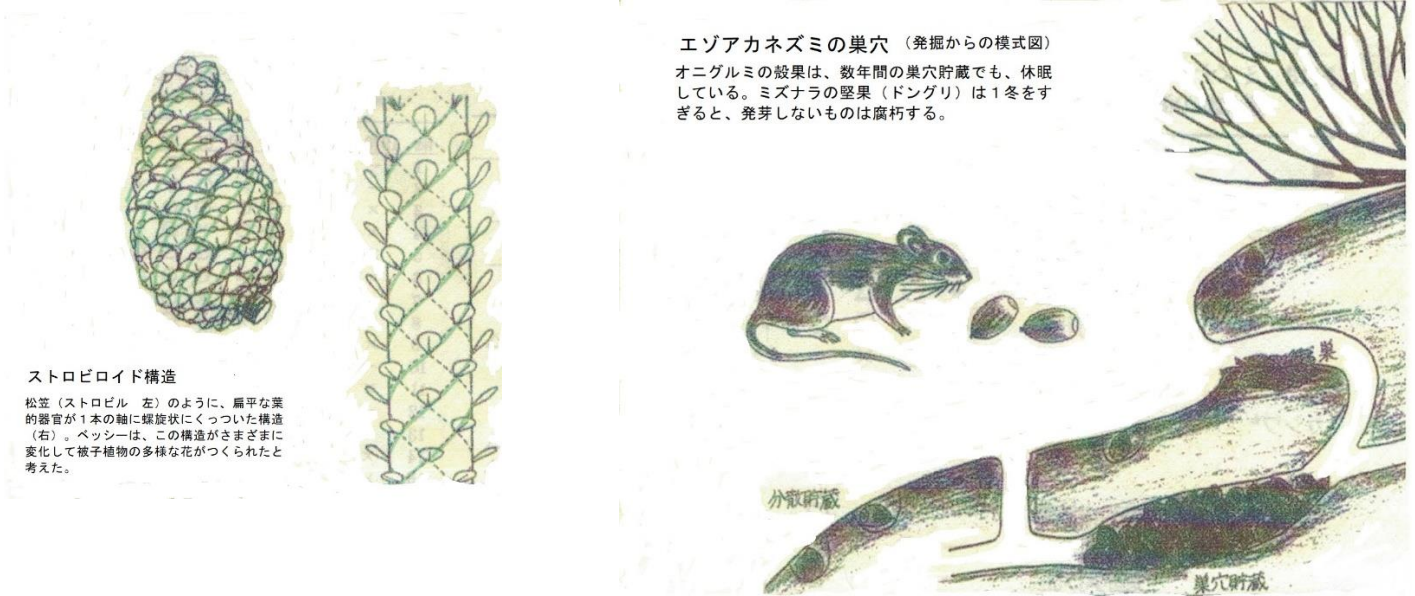 ストロビロイド構造
松笠（ストロビル　左）のように、扁平な葉
的器官が１本の軸に螺旋状にくっついた構造
（右）。ベッシーは、この構造がさまざまに
変化して被子植物の多様な花がつくられたと
考えた。
エゾアカネズミの巣穴 （発掘からの模式図）
オニグルミの殻果は、数年間の巣穴貯蔵でも、休眠
している。ミズナラの堅果（ドングリ）は１冬をす
ぎると、発芽しないものは腐朽する。
巣
分散貯蔵
巣穴貯蔵